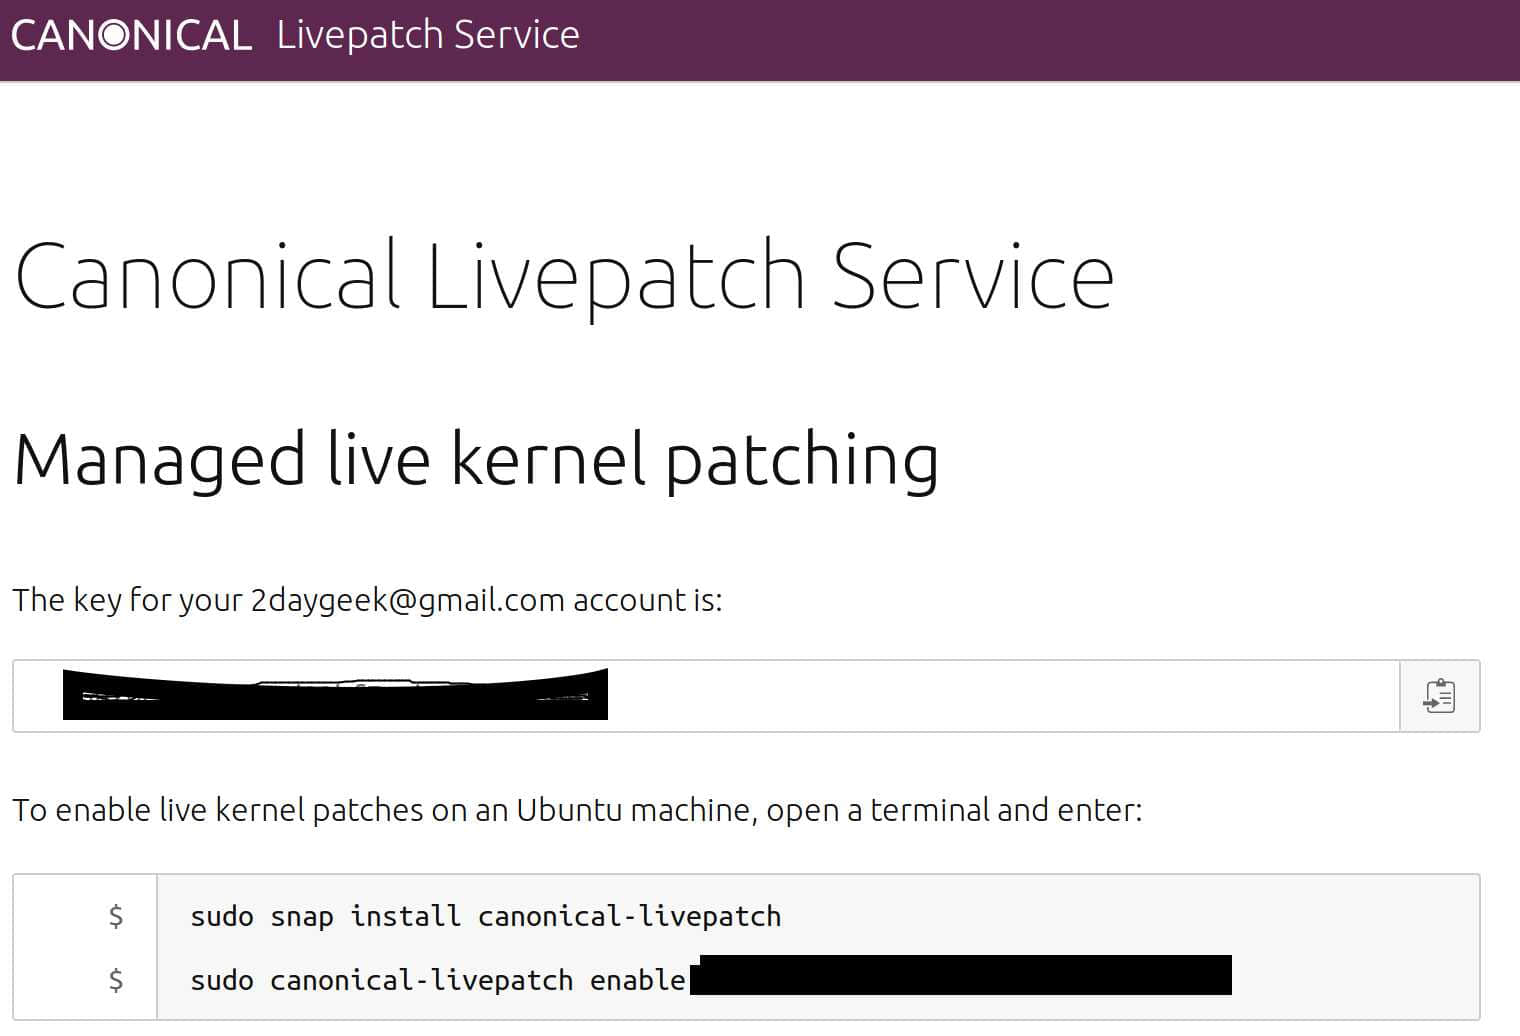 CANONICAL Livepatch Service
Canonical Livepatch Service
Managed live kernel patching
The key for your 2daygeek@gmail.com account is:
To enable live kernel patches on an Ubuntu machine, open a terminal and enter:
$ sudo snap install canonical-livepatch
$ sudo canonical-livepatch enable